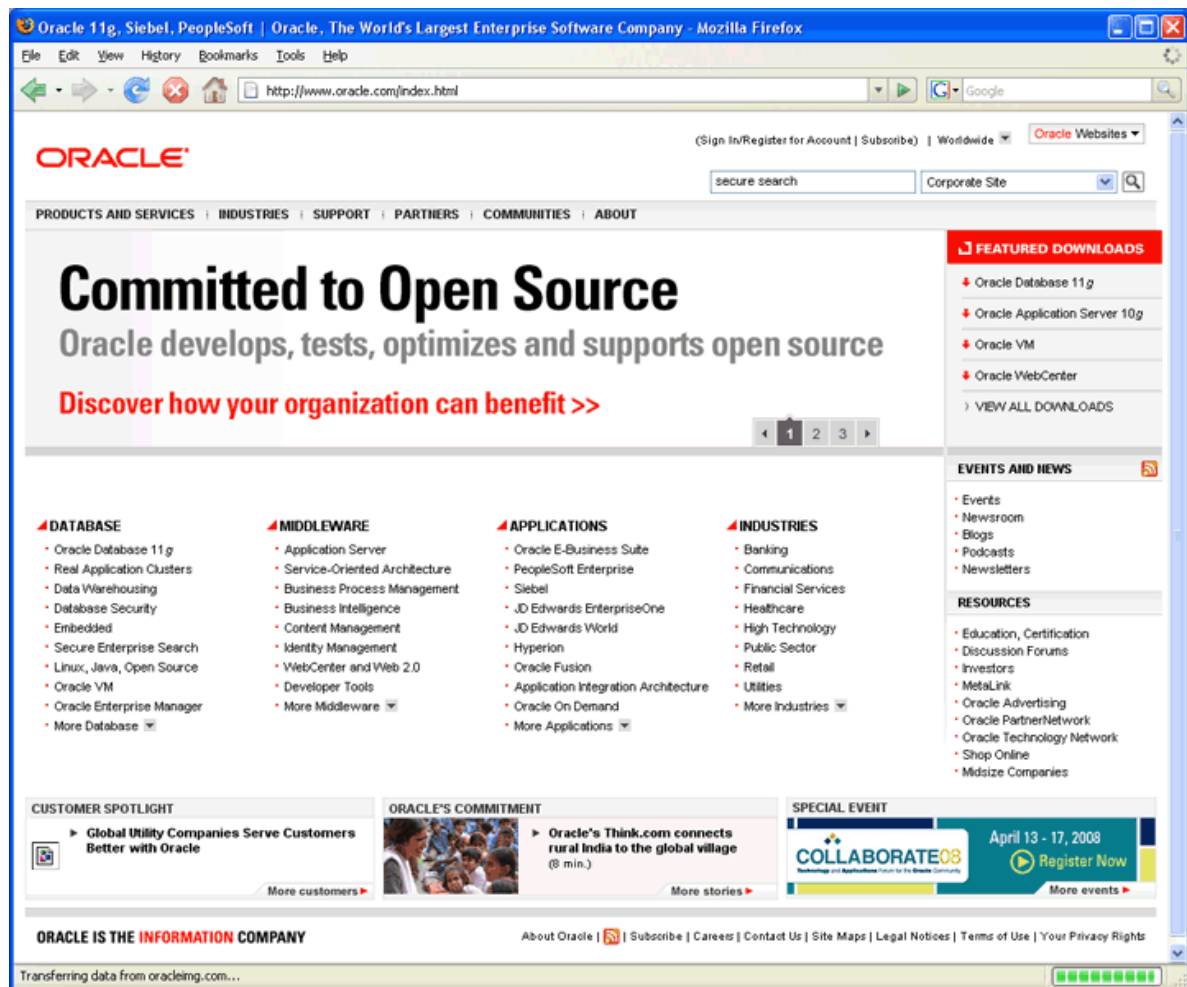 Oracle 11g, Siebel, PeopleSoft | Oracle, The World's Largest Enterprise Software Company - Mozilla Firefox
File Edit View History Bookmarks Tools Help
http://www.oracle.com/index.html
G Google
(Sign In/Register for Account | Subscribe) | Worldwide
Oracle Websites
ORACLE
secure search
Corporate Site
PRODUCTS AND SERVICES | INDUSTRIES | SUPPORT | PARTNERS | COMMUNITIES | ABOUT
Committed to Open Source
Oracle develops, tests, optimizes and supports open source
Discover how your organization can benefit >>
1 2 3
FEATURED DOWNLOADS
Oracle Database 11g
Oracle Application Server 10g
Oracle VM
Oracle WebCenter
VIEW ALL DOWNLOADS
EVENTS AND NEWS
Events
Newsroom
Blogs
Podcasts
Newsletters
RESOURCES
Education, Certification
Discussion Forums
Investors
MetaLink
Oracle Advertising
Oracle PartnerNetwork
Oracle Technology Network
Shop Online
Midsize Companies
DATABASE
Oracle Database 11g
Real Application Clusters
Data Warehousing
Database Security
Embedded
Secure Enterprise Search
Linux, Java, Open Source
Oracle VM
Oracle Enterprise Manager
More Database
MIDDLEWARE
Application Server
Service-Oriented Architecture
Business Process Management
Business Intelligence
Content Management
Identity Management
WebCenter and Web 2.0
Developer Tools
More Middleware
APPLICATIONS
Oracle E-Business Suite
PeopleSoft Enterprise
Siebel
JD Edwards EnterpriseOne
JD Edwards World
Hyperion
Oracle Fusion
Application Integration Architecture
Oracle On Demand
More Applications
INDUSTRIES
Banking
Communications
Financial Services
Healthcare
High Technology
Public Sector
Retail
Utilities
More Industries
CUSTOMER SPOTLIGHT
Global Utility Companies Serve Customers
Better with Oracle
More customers
ORACLE'S COMMITMENT
Oracle's Think.com connects
rural India to the global village
(8 min.)
More stories
SPECIAL EVENT
COLLABORATE08
Technology and Applications Forum for the Oracle Community
April 13 - 17, 2008
Register Now
More events
ORACLE IS THE INFORMATION COMPANY
About Oracle | | Subscribe | Careers | Contact Us | Site Maps | Legal Notices | Terms of Use | Your Privacy Rights
Transferring data from oracleimg.com...